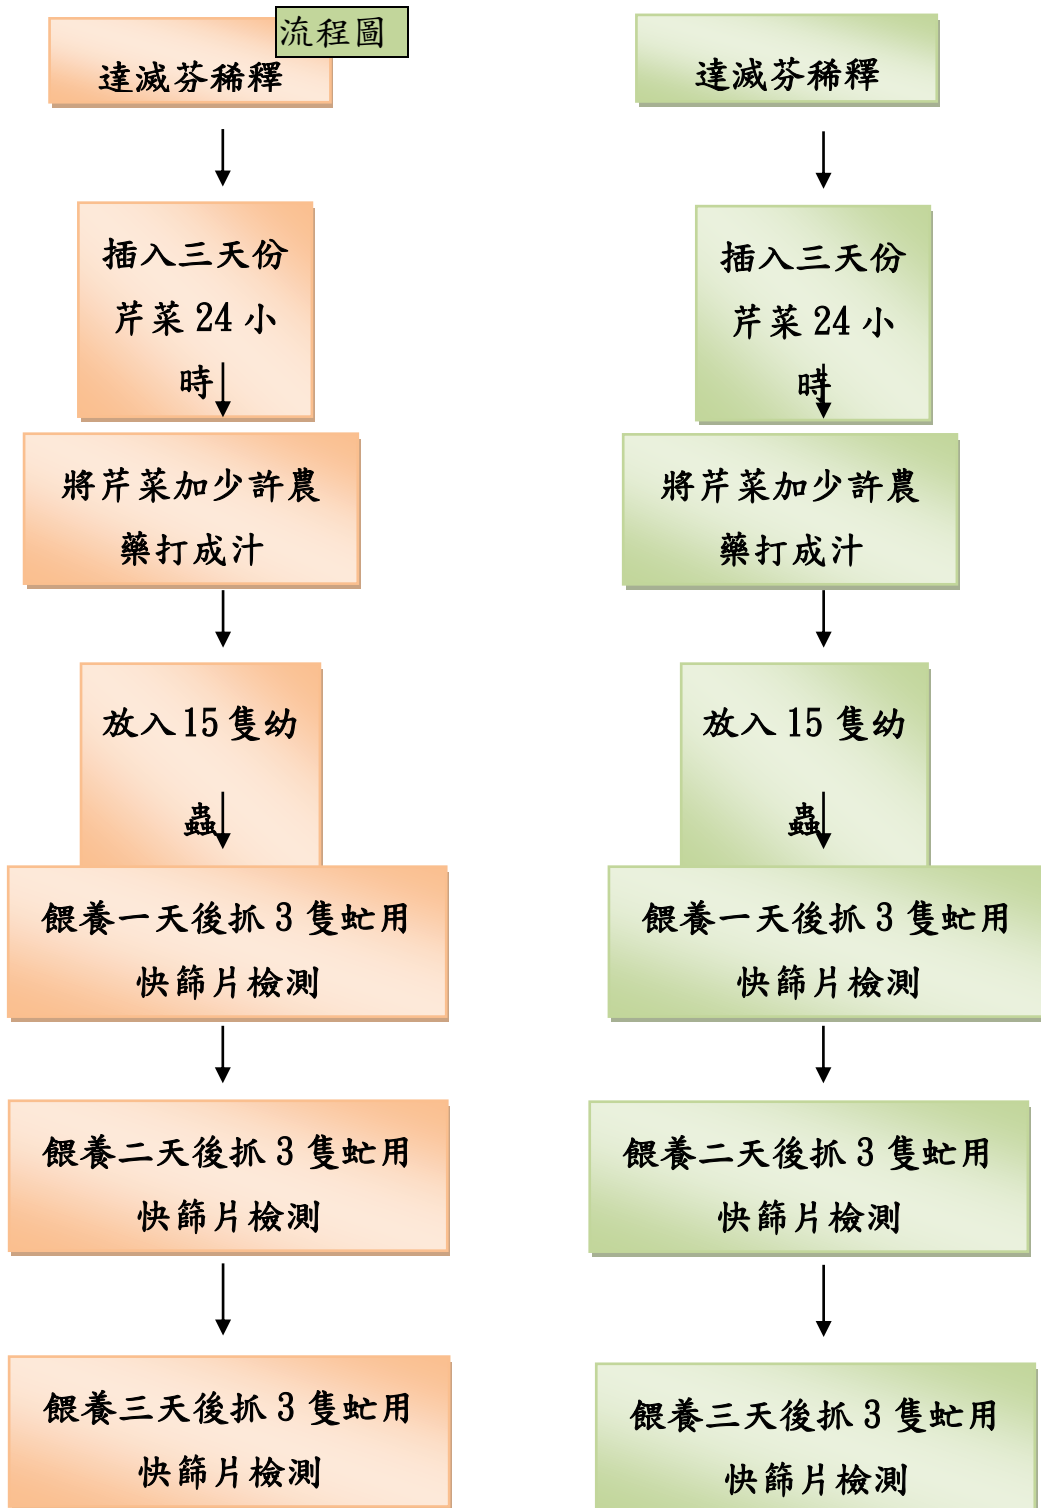 流程圖
達滅芬稀釋
插入三天份
芹菜 24 小
時
將芹菜加少許農
藥打成汁
放入 15 隻幼
蟲
餵養一天後抓 3 隻虻用
快篩片檢測
餵養二天後抓 3 隻虻用
快篩片檢測
餵養三天後抓 3 隻虻用
快篩片檢測
達滅芬稀釋
插入三天份
芹菜 24 小
時
將芹菜加少許農
藥打成汁
放入 15 隻幼
蟲
餵養一天後抓 3 隻虻用
快篩片檢測
餵養二天後抓 3 隻虻用
快篩片檢測
餵養三天後抓 3 隻虻用
快篩片檢測